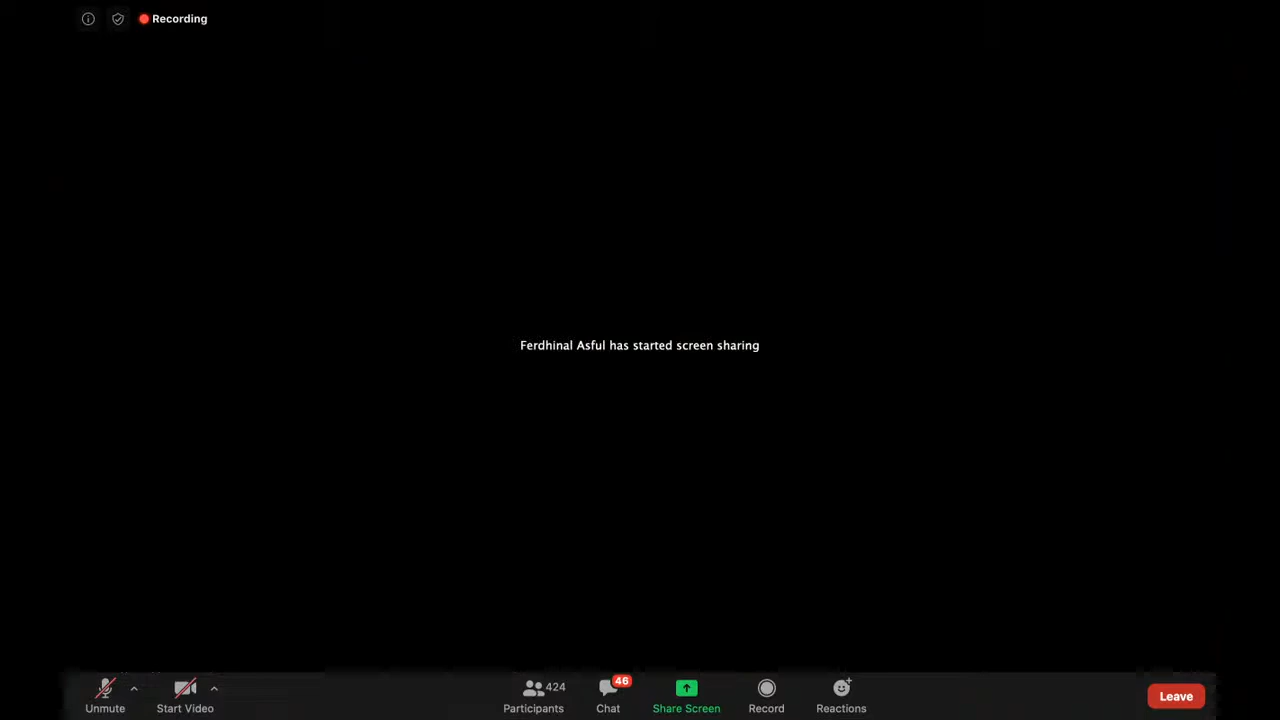 Recording
Ferdhinal Asful has started screen sharing
424
46
Unmute
Start Video
Participants
Chat
Share Screen
Record
Reactions
Leave